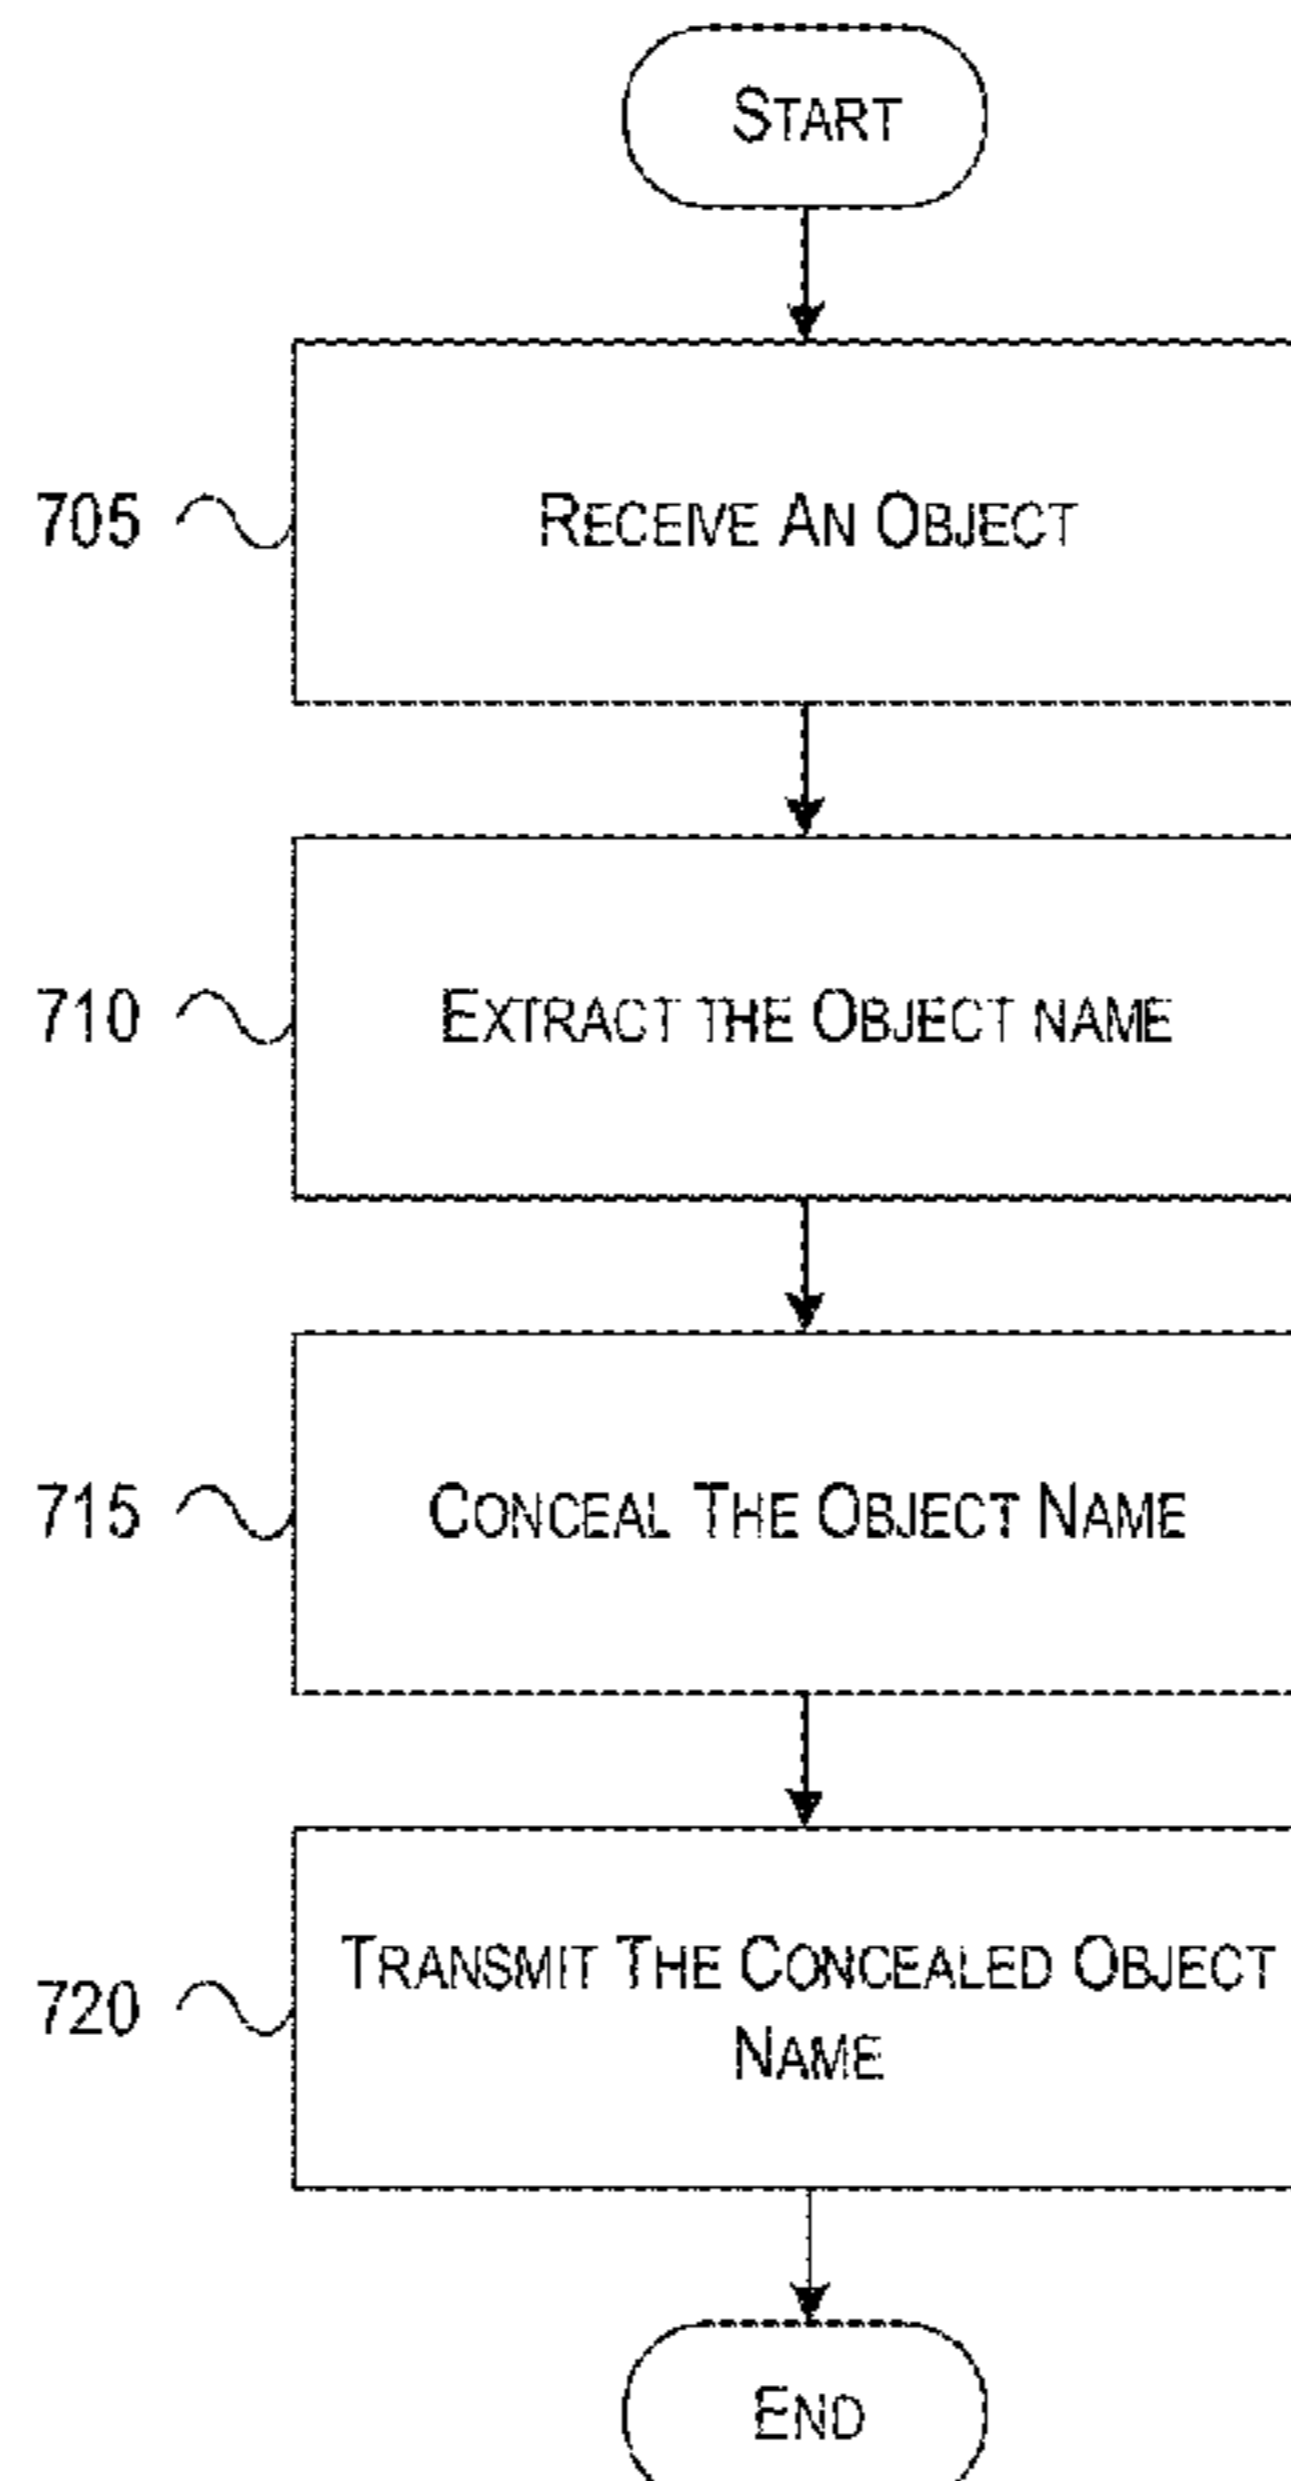 START
705 RECEIVE AN OBJECT
710 EXTRACT THE OBJECT NAME
715 CONCEAL THE OBJECT NAME
TRANSMIT THE CONCEALED OBJECT
720
NAME
END